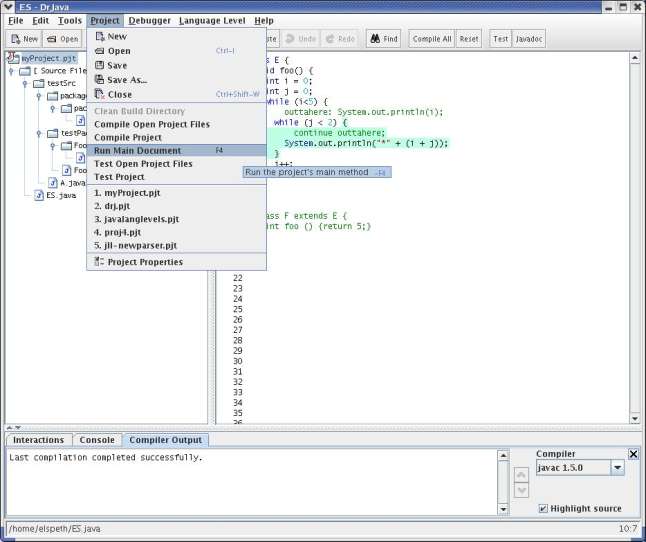 ES - DrJava
File Edit Tools Project Debugger Language Level Help
New Open Undo Redo Find Compile All Reset Test Javadoc
New
Open Ctrl-I
Save
Save As...
Close Ctrl+Shift-W
Clean Build Directory
Compile Open Project Files
Compile Project
Run Main Document F4
Test Open Project Files
Test Project
1. myProject.pjt
2. drj.pjt
3. javalanglevels.pjt
4. proj4.pjt
5. jll-newparser.pjt
Project Properties
Run the project's main method -F4
myProject.pjt
[ Source File
testSrc
packag
pac
testPa
Foo
Foo
A.java
ES.java
s E {
id foo() {
int i = 0;
int j = 0;
while (i<5) {
outtahere: System.out.println(i);
while (j < 2) {
continue outtahere;
System.out.println("*" + (i + j));
}
i++;
ass F extends E {
int foo () {return 5;}
22
23
24
25
26
27
28
29
30
31
32
33
34
35
36
Interactions Console Compiler Output
Last compilation completed successfully.
Compiler
javac 1.5.0
Highlight source
/home/elspeth/ES.java 10:7